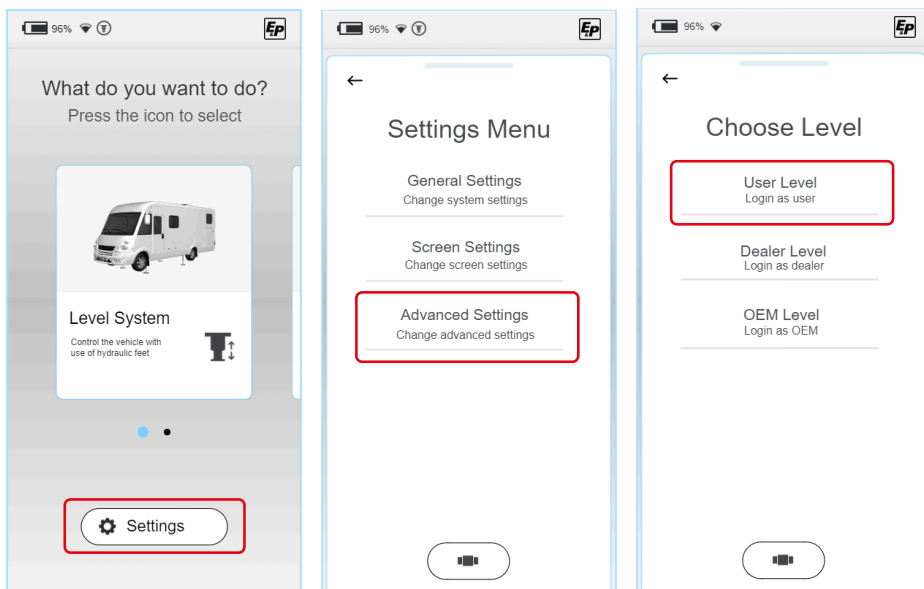 96%
EP
What do you want to do?
Press the icon to select
Level System
Control the vehicle with
use of hydraulic feet
Settings
96%
EP
Settings Menu
General Settings
Change system settings
Screen Settings
Change screen settings
Advanced Settings
Change advanced settings
96%
EP
Choose Level
User Level
Login as user
Dealer Level
Login as dealer
OEM Level
Login as OEM